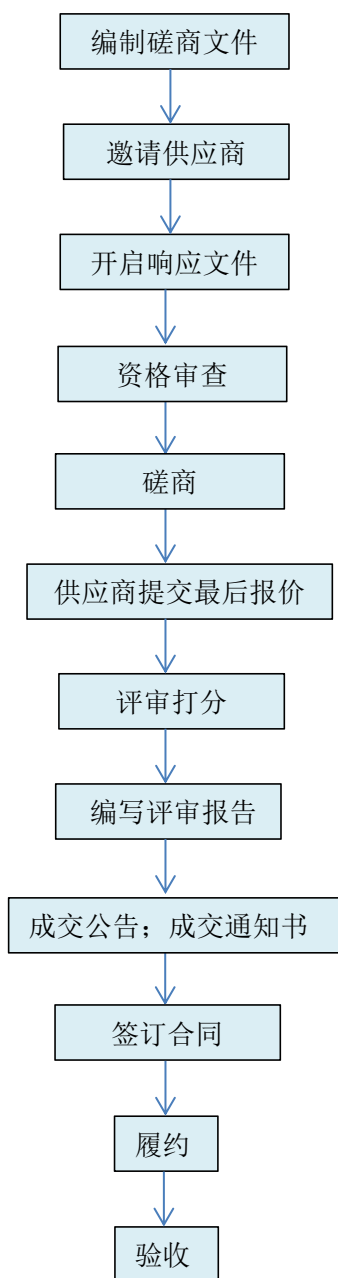 编制磋商文件
邀请供应商
开启响应文件
资格审查
磋商
供应商提交最后报价
评审打分
编写评审报告
成交公告；成交通知书
签订合同
履约
验收